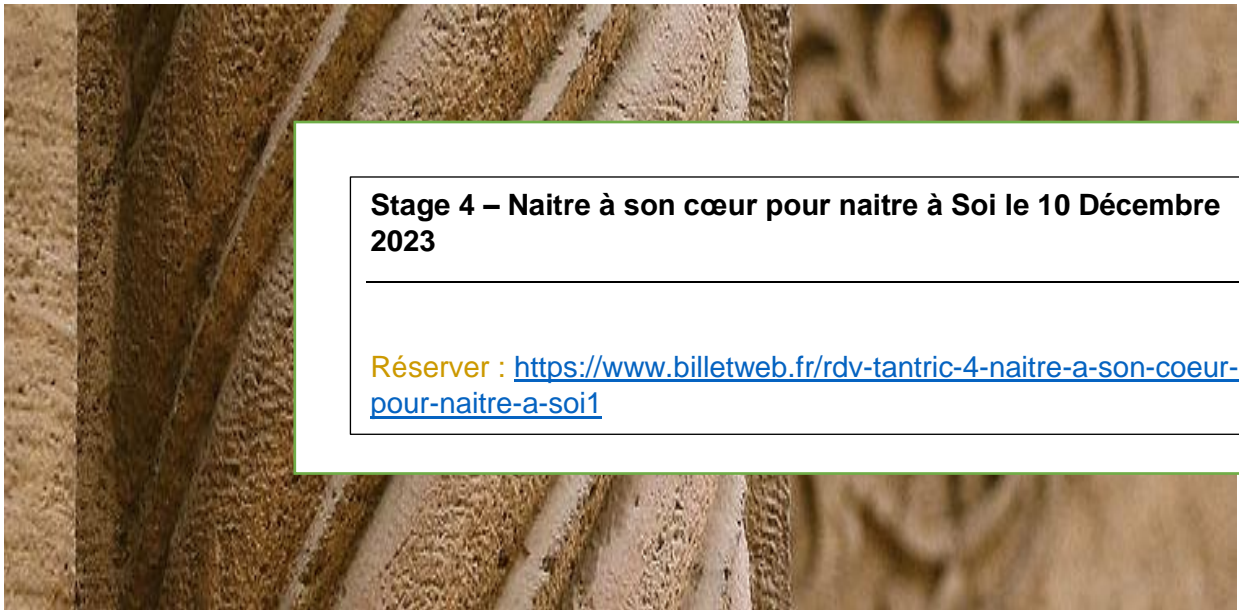 Stage 4 – Naitre à son cœur pour naitre à Soi le 10 Décembre
2023
Réserver : https://www.billetweb.fr/rdv-tantric-4-naitre-a-son-coeur-
pour-naitre-a-soi1